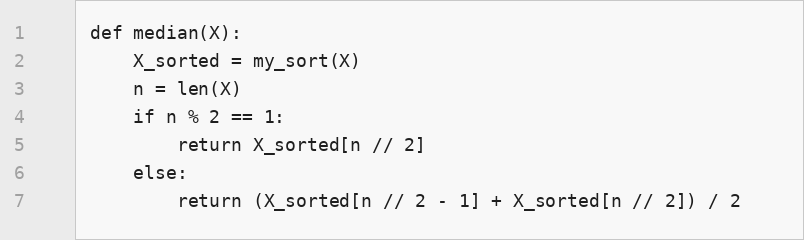 1 def median(X):
2     X_sorted = my_sort(X)
3     n = len(X)
4     if n % 2 == 1:
5         return X_sorted[n // 2]
6     else:
7         return (X_sorted[n // 2 - 1] + X_sorted[n // 2]) / 2